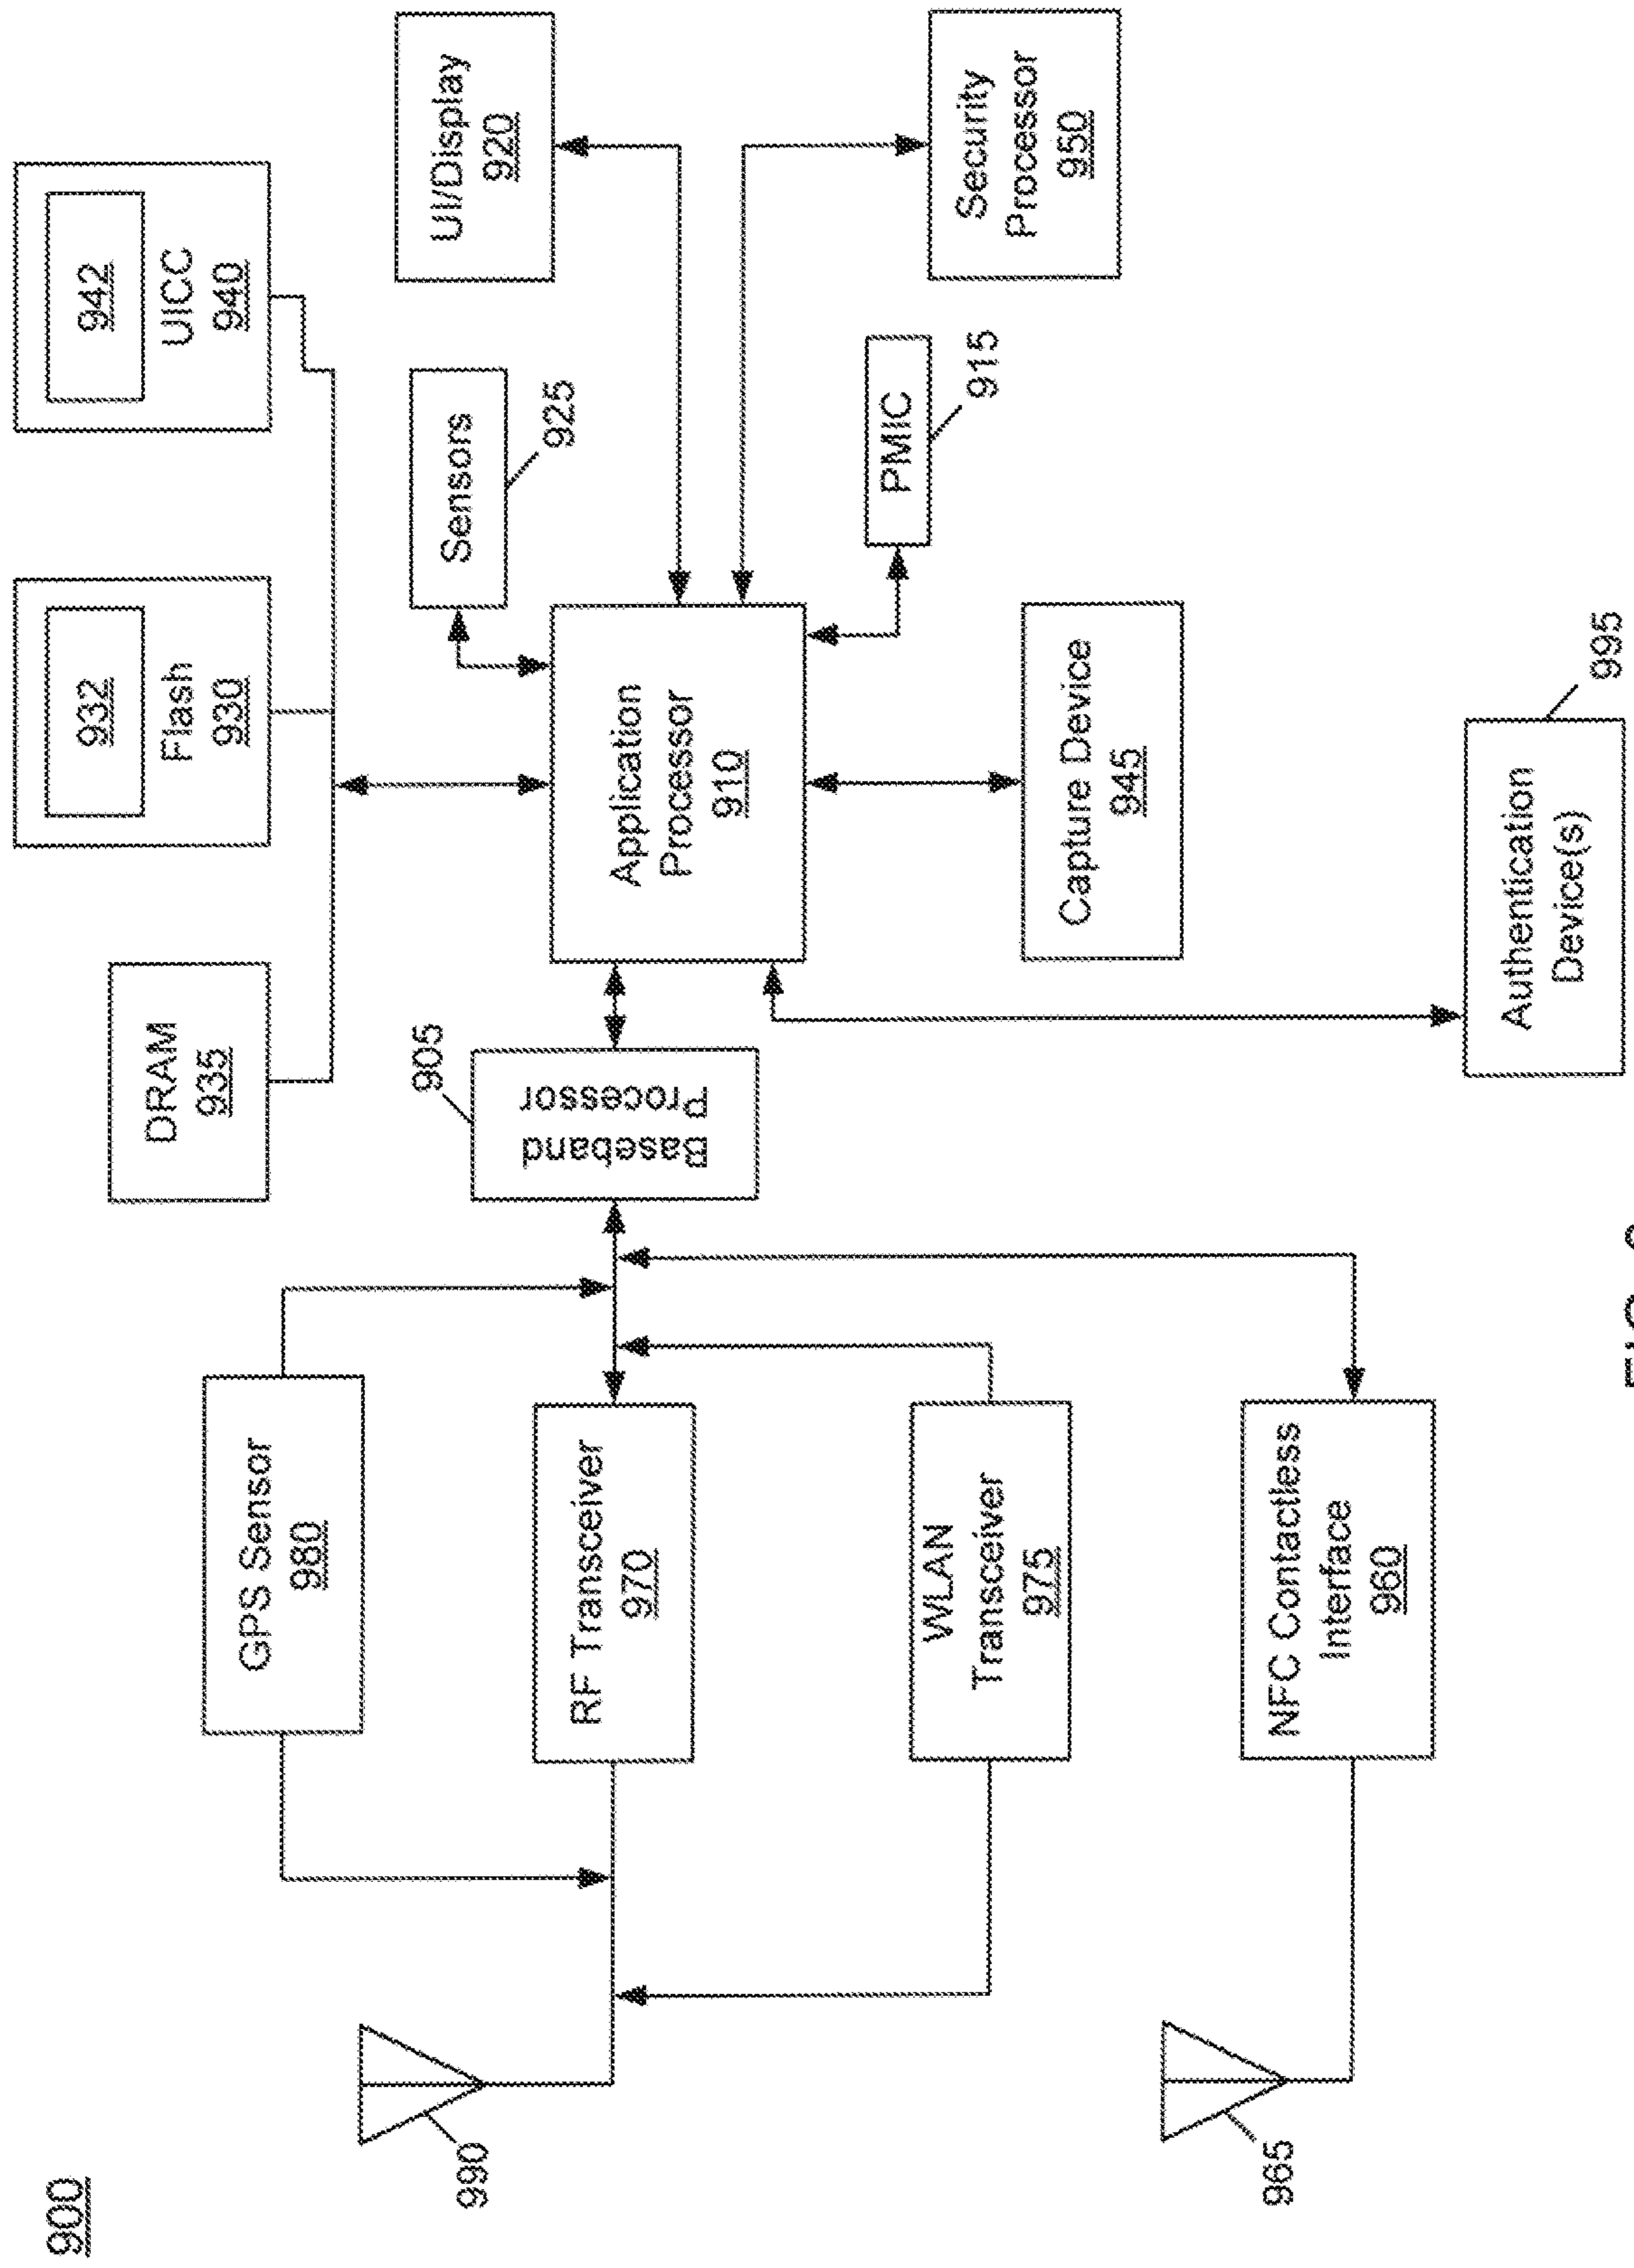 900
942
UICC
940
932
Flash
930
DRAM
935
UI/Display
920
Sensors
925
Security
Processor
950
PMIC
915
Application
Processor
910
Capture Device
945
Authentication
Device(s)
995
Baseband
Processor
905
GPS Sensor
980
RF Transceiver
970
WLAN
Transceiver
975
NFC Contactless
Interface
960
990
965